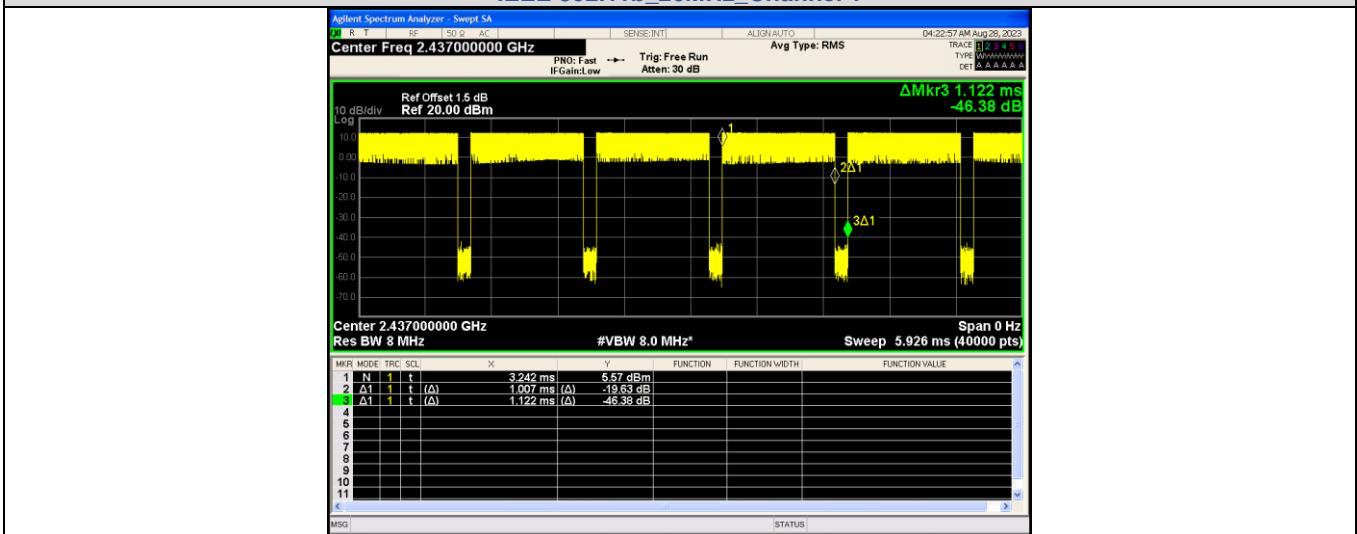 Agilent Spectrum Analyzer - Swept SA
R T RF 50 Ω AC SENSE:INT ALIGN AUTO 04:22:57 AM Aug 28, 2023
Center Freq 2.437000000 GHz Avg Type: RMS TRACE 1 2 3 4 5 6
PNO: Fast Trig: Free Run TYPE
IFGain:Low Atten: 30 dB DET A A A A A A
ΔMkr3 1.122 ms
Ref Offset 1.5 dB
10 dB/div Ref 20.00 dBm -46.38 dB
Log
10.0
0.00
-10.0
-20.0
-30.0
-40.0
-50.0
-60.0
-70.0
1
2Δ1
3Δ1
Center 2.437000000 GHz Span 0 Hz
Res BW 8 MHz #VBW 8.0 MHz* Sweep 5.926 ms (40000 pts)
MKR MODE TRC SCL X Y FUNCTION FUNCTION WIDTH FUNCTION VALUE
1 N 1 t 3.242 ms 5.57 dBm
2 Δ1 1 t (Δ) 1.007 ms (Δ) -19.63 dB
3 Δ1 1 t (Δ) 1.122 ms (Δ) -46.38 dB
4
5
6
7
8
9
10
11
MSG STATUS